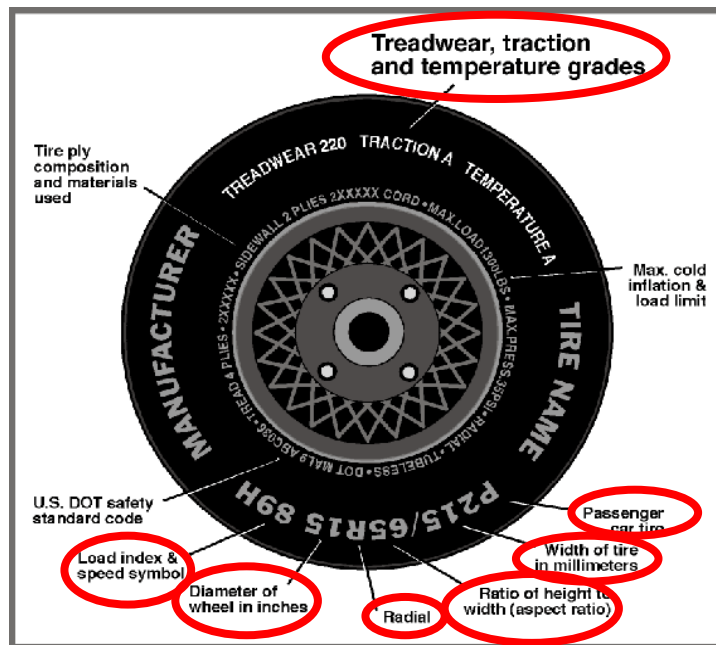 Treadwear, traction
and temperature grades
Tire ply
composition
and materials
used
TREADWEAR 220 TRACTION A TEMPERATURE A
SIDEWALL 2 PLIES 2XXXXX CORD • MAX. LOAD 1300LBS • MAX.PRESS.35PSI • RADIAL • TUBELESS • DOT MAL9 ABC036 • TREAD 4 PLIES • 2XXXXX •
Max. cold
inflation &
load limit
MANUFACTURER
TIRE NAME
P215/65R15 89H
U.S. DOT safety
standard code
Passenger
car tire
Load index &
speed symbol
Width of tire
in millimeters
Diameter of
wheel in inches
Radial
Ratio of height to
width (aspect ratio)